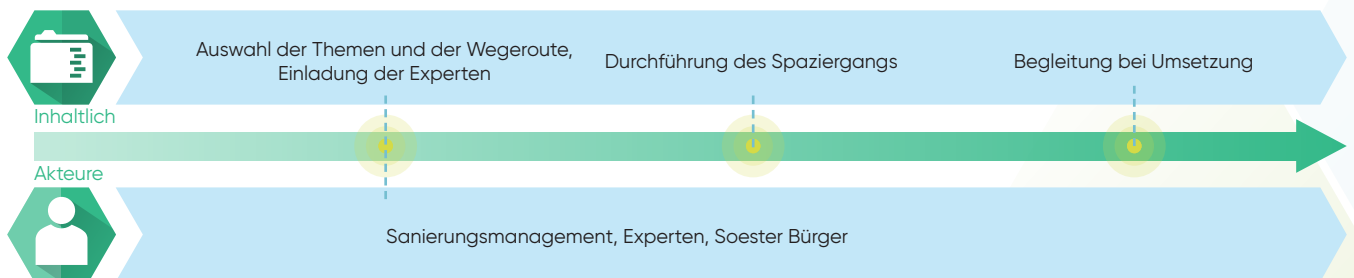 Auswahl der Themen und der Wegeroute,
Einladung der Experten
Durchführung des Spaziergangs
Begleitung bei Umsetzung
Inhaltlich
Akteure
Sanierungsmanagement, Experten, Soester Bürger